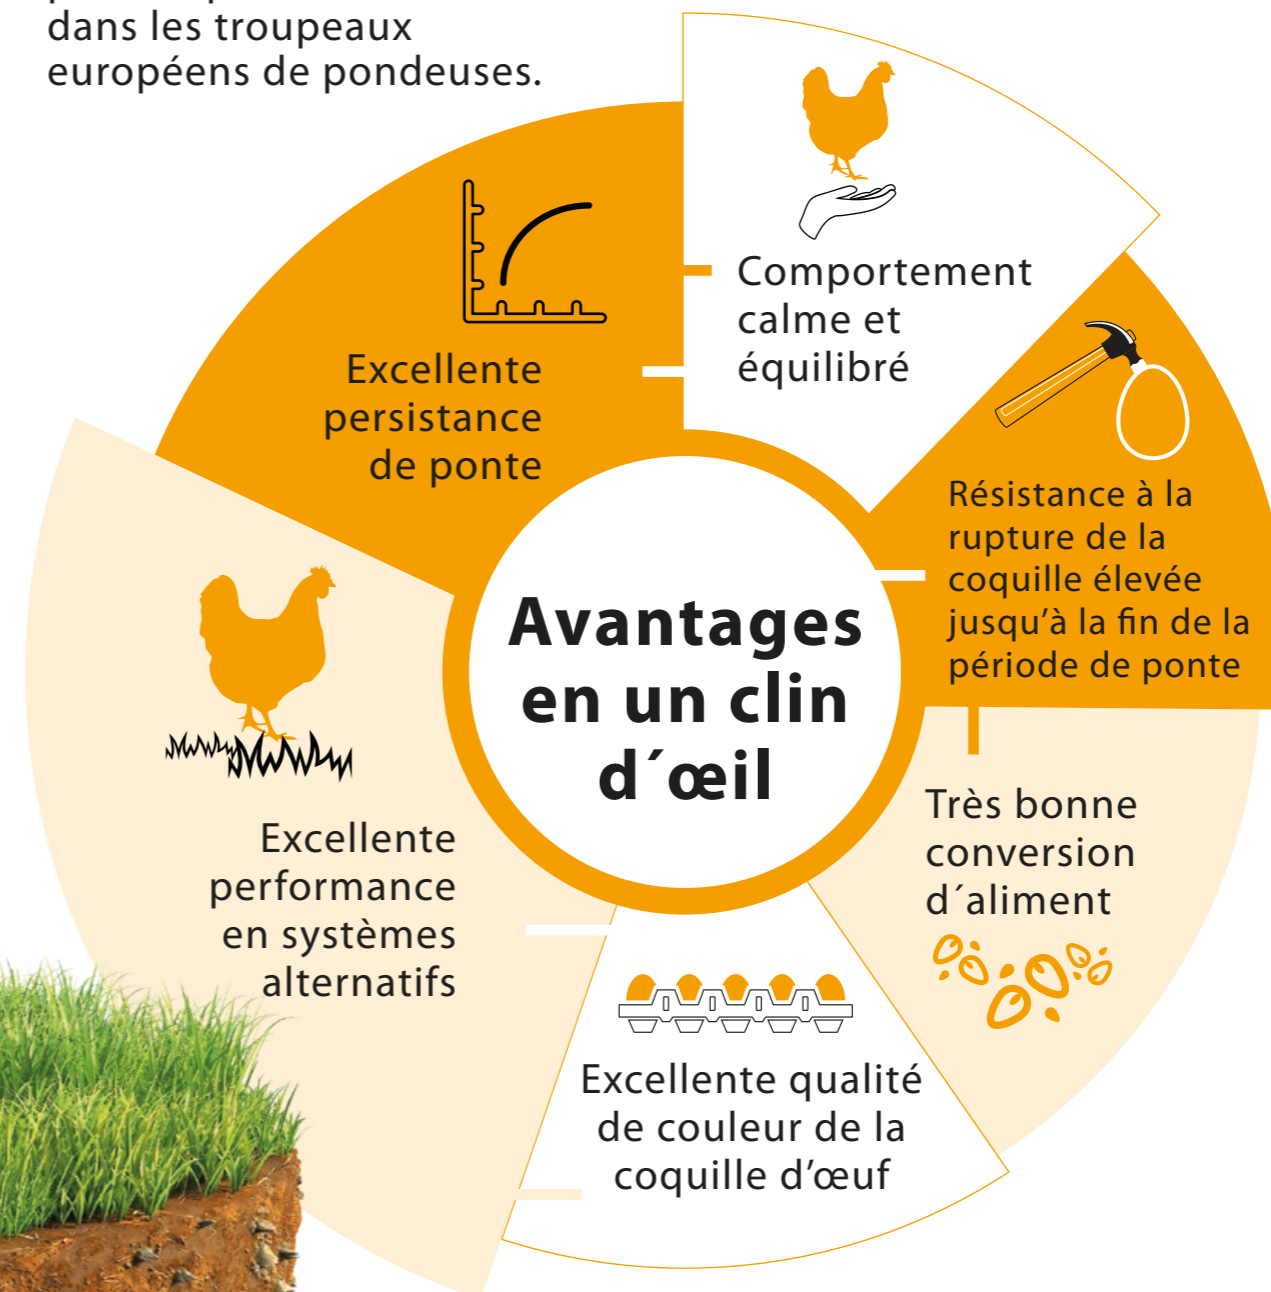 dans les troupeaux
européens de pondeuses.
Comportement
calme et
équilibré
Résistance à la
rupture de la
coquille élevée
jusqu'à la fin de la
période de ponte
Très bonne
conversion
d´aliment
Excellente qualité
de couleur de la
coquille d'œuf
Excellente
performance
en systèmes
alternatifs
Excellente
persistance
de ponte
Avantages
en un clin
d´œil